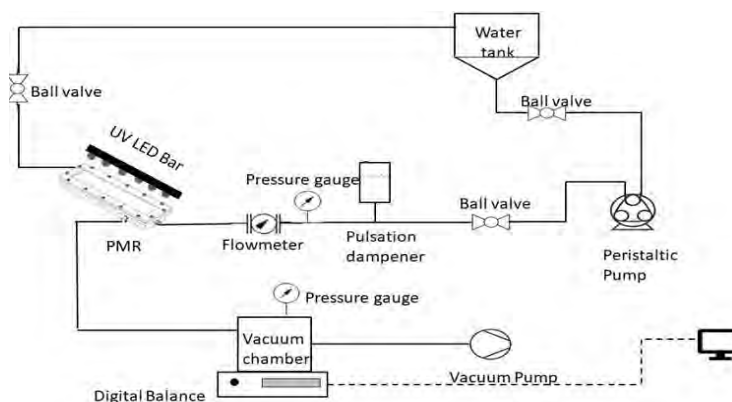 Water
tank
Ball valve
Ball valve
UV LED Bar
Pressure gauge
Ball valve
PMR
Flowmeter
Pulsation
dampener
Peristaltic
Pump
Pressure gauge
Vacuum
chamber
Vacuum Pump
Digital Balance